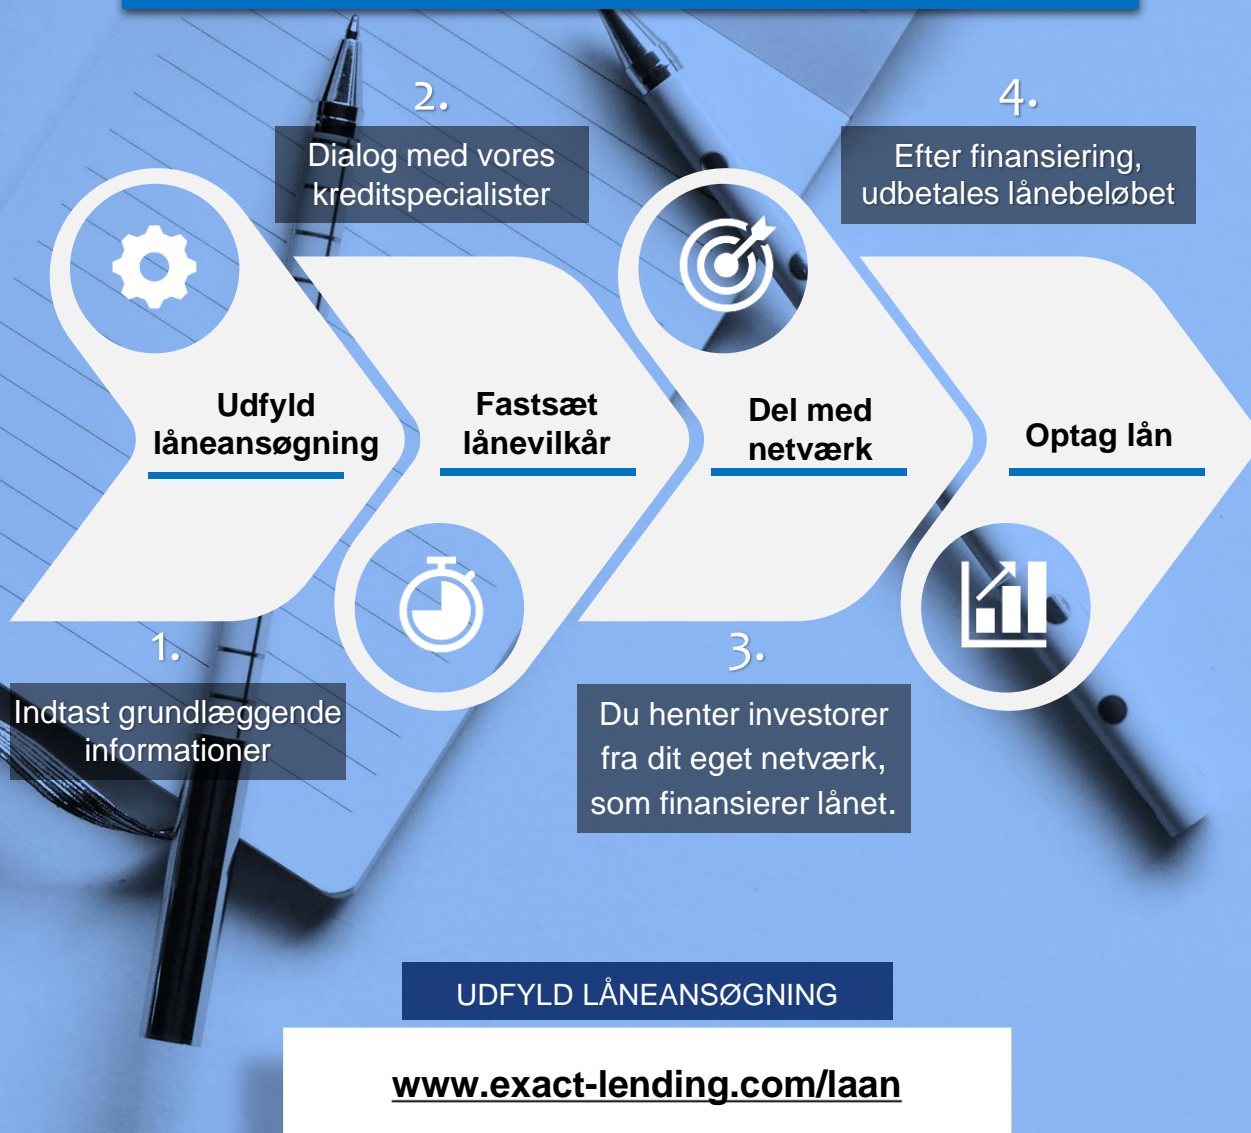 1.
Udfyld
låneansøgning
Indtast grundlæggende
informationer
2.
Dialog med vores
kreditspecialister
Fastsæt
lånevilkår
3.
Del med
netværk
Du henter investorer
fra dit eget netværk,
som finansierer lånet.
4.
Efter finansiering,
udbetales lånebeløbet
Optag lån
UDFYLD LÅNEANSØGNING
www.exact-lending.com/laan